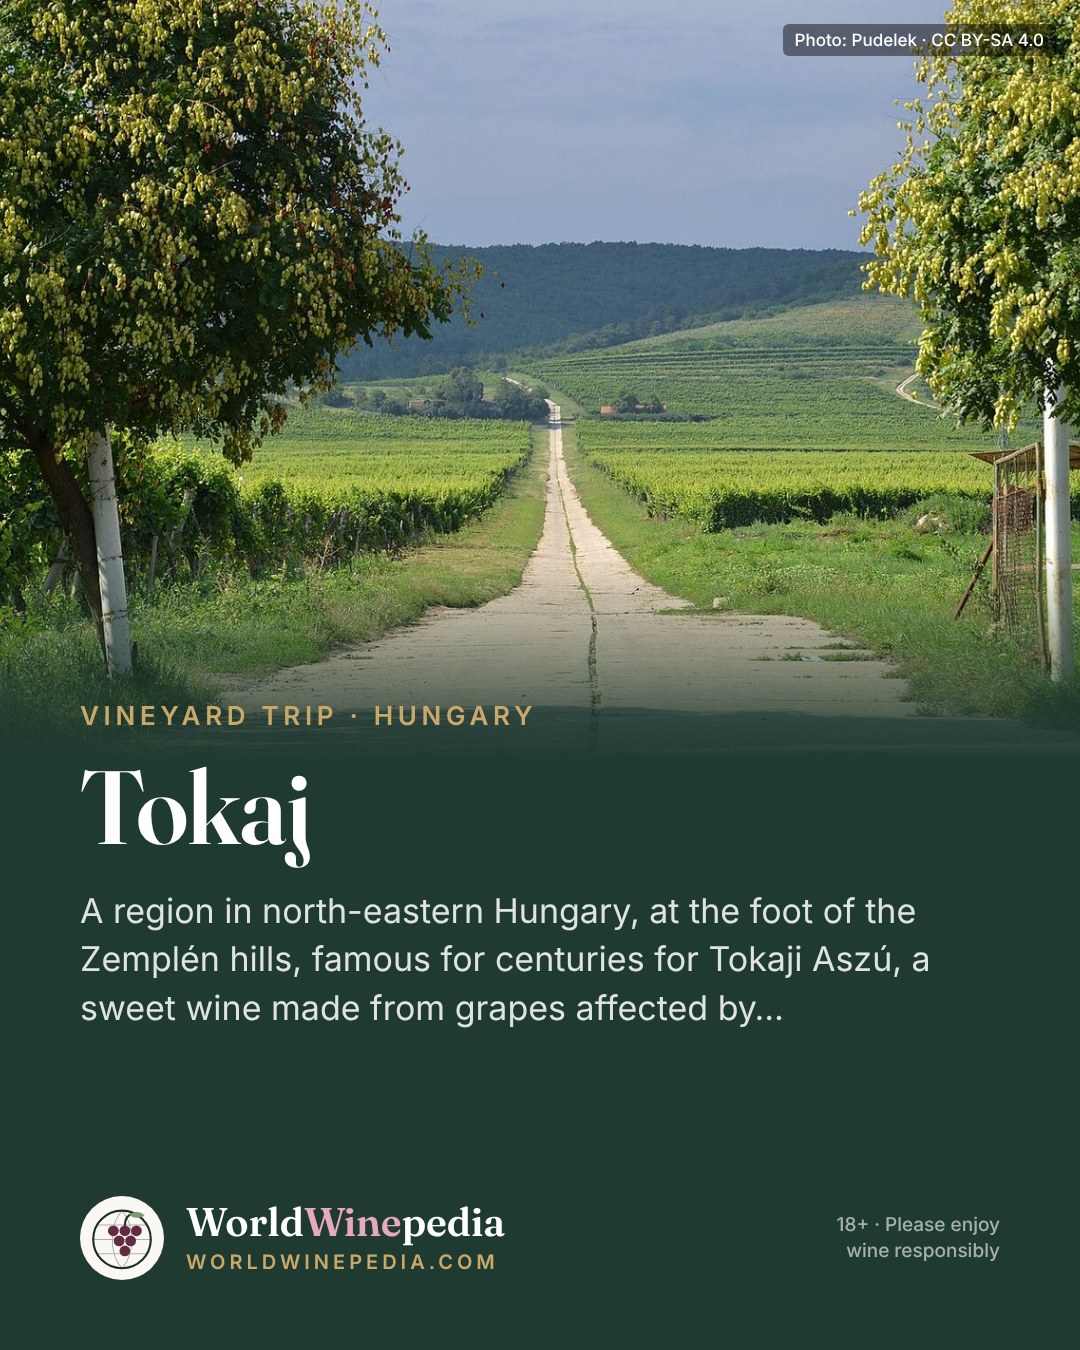 Photo: Pudelek · CC BY-SA 4.0
VINEYARD TRIP · HUNGARY
Tokaj
A region in north-eastern Hungary, at the foot of the
Zemplén hills, famous for centuries for Tokaji Aszú, a
sweet wine made from grapes affected by...
WorldWinepedia
WORLDWINEPEDIA.COM
18+ · Please enjoy
wine responsibly